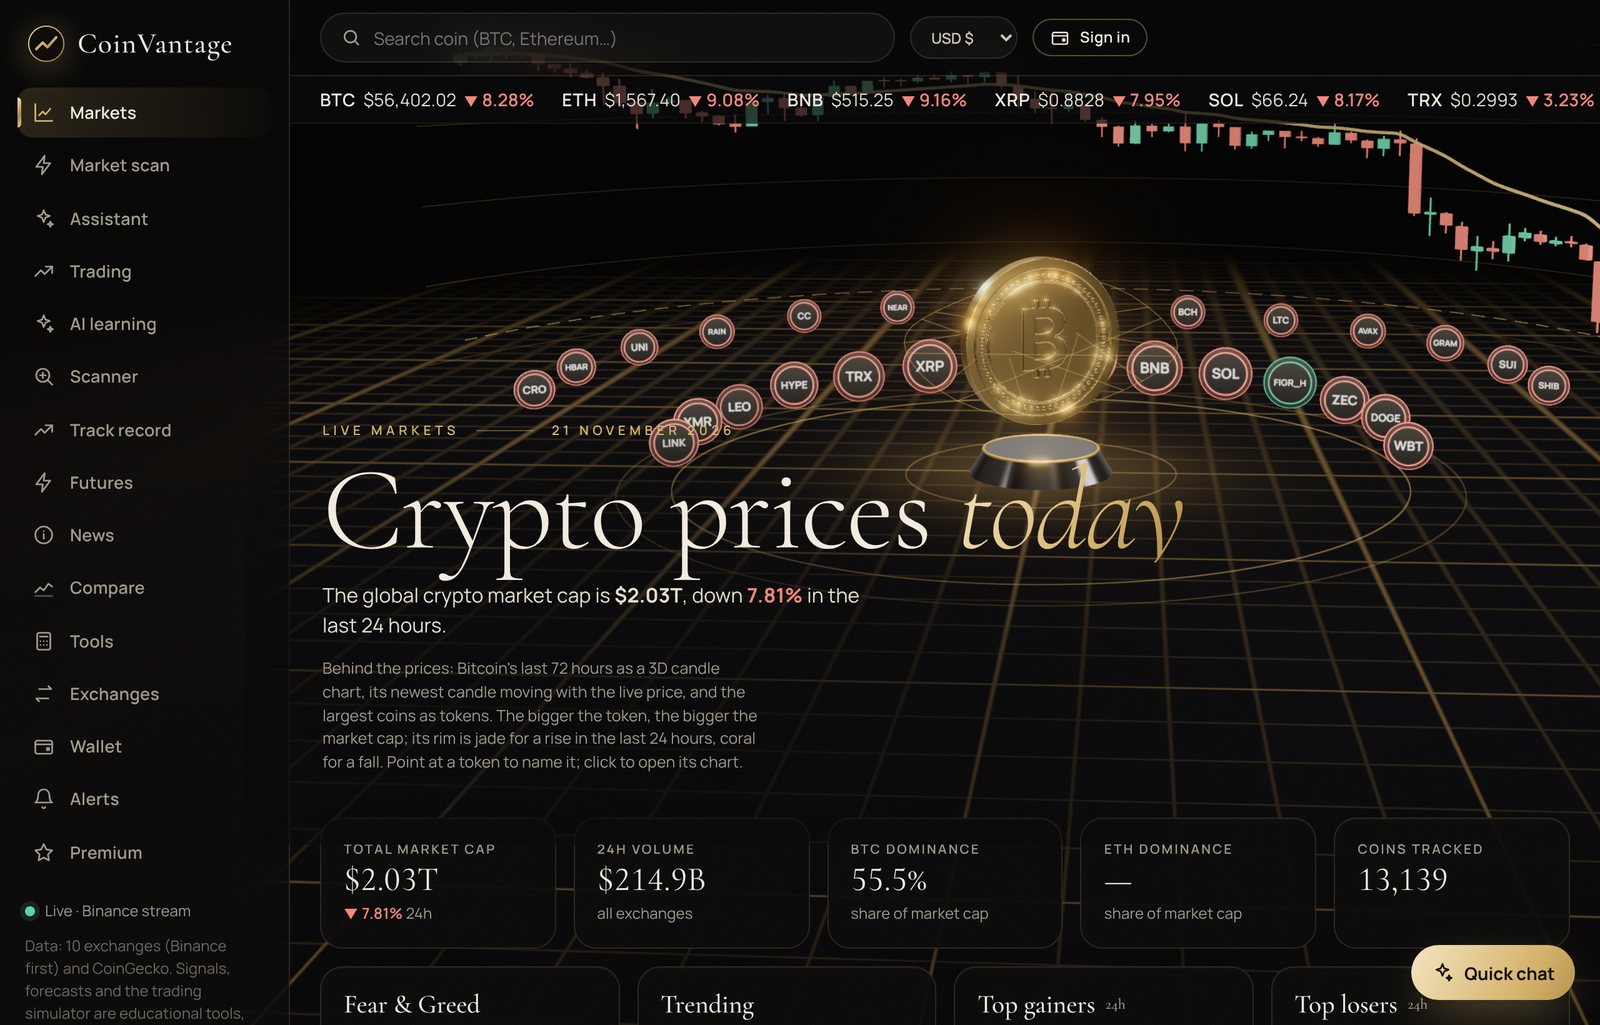 CoinVantage
Search coin (BTC, Ethereum...)
USD $
Sign in
BTC $56,402.02 ▼ 8.28% ETH $1,567.40 ▼ 9.08% BNB $515.25 ▼ 9.16% XRP $0.8828 ▼ 7.95% SOL $66.24 ▼ 8.17% TRX $0.2993 ▼ 3.23%
Markets
Market scan
Assistant
Trading
AI learning
Scanner
Track record
Futures
News
Compare
Tools
Exchanges
Wallet
Alerts
Premium
Live · Binance stream
Data: 10 exchanges (Binance
first) and CoinGecko. Signals,
forecasts and the trading
simulator are educational tools,
CRO
HBAR
UNI
RAIN
CC
NEAR
BCH
LTC
AVAX
GRAM
SUI
SHIB
LINK
XMR
LEO
HYPE
TRX
XRP
BNB
SOL
FIGR_H
ZEC
DOGE
WBT
LIVE MARKETS 21 NOVEMBER 2026
Crypto prices today
The global crypto market cap is $2.03T, down 7.81% in the
last 24 hours.
Behind the prices: Bitcoin's last 72 hours as a 3D candle
chart, its newest candle moving with the live price, and the
largest coins as tokens. The bigger the token, the bigger the
market cap; its rim is jade for a rise in the last 24 hours, coral
for a fall. Point at a token to name it; click to open its chart.
TOTAL MARKET CAP
$2.03T
▼ 7.81% 24h
24H VOLUME
$214.9B
all exchanges
BTC DOMINANCE
55.5%
share of market cap
ETH DOMINANCE
—
share of market cap
COINS TRACKED
13,139
Fear & Greed
Trending
Top gainers 24h
Top losers 24h
Quick chat